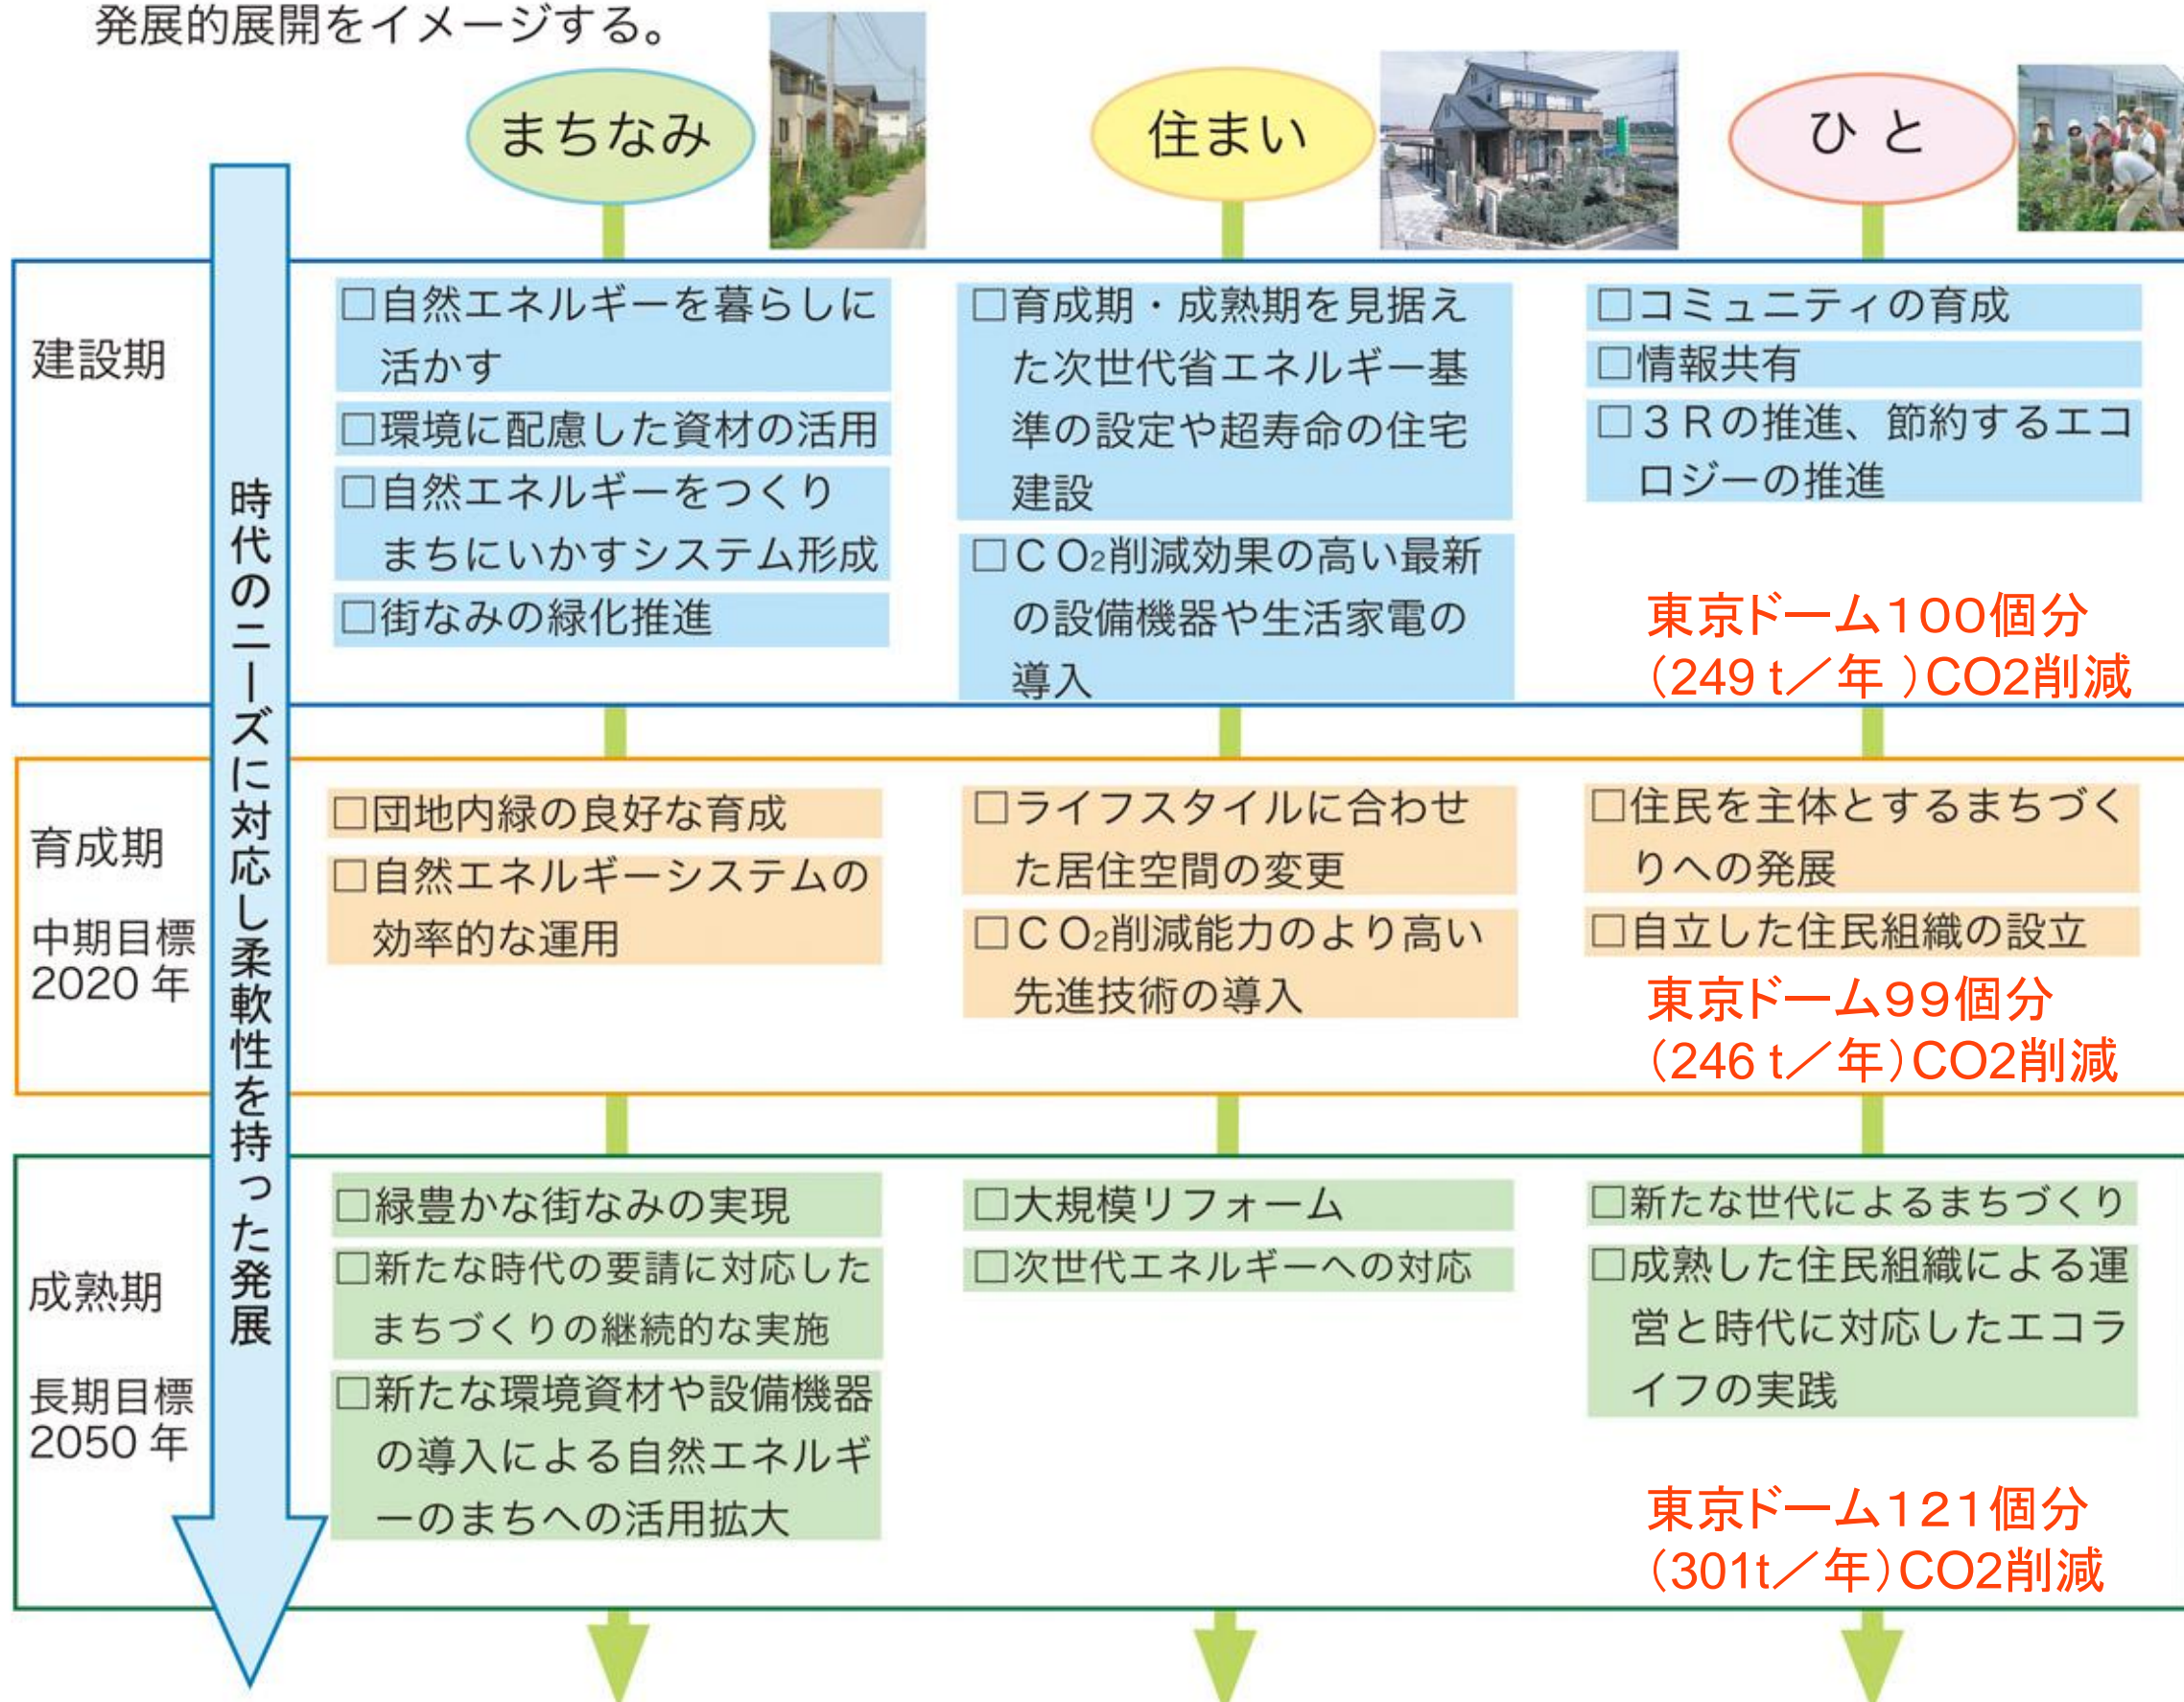 発展的展開をイメージする。
まちなみ
住まい
ひと
時代のニーズに対応し柔軟性を持った発展
建設期
□自然エネルギーを暮らしに
活かす
□環境に配慮した資材の活用
□自然エネルギーをつくり
まちにいかすシステム形成
□街なみの緑化推進
□育成期・成熟期を見据え
た次世代省エネルギー基
準の設定や超寿命の住宅
建設
□ＣＯ₂削減効果の高い最新
の設備機器や生活家電の
導入
□コミュニティの育成
□情報共有
□３Ｒの推進、節約するエコ
ロジーの推進
東京ドーム１００個分
（249ｔ／年 ）CO2削減
育成期
中期目標
2020 年
□団地内緑の良好な育成
□自然エネルギーシステムの
効率的な運用
□ライフスタイルに合わせ
た居住空間の変更
□ＣＯ₂削減能力のより高い
先進技術の導入
□住民を主体とするまちづく
りへの発展
□自立した住民組織の設立
東京ドーム９９個分
（246ｔ／年）CO2削減
成熟期
長期目標
2050 年
□緑豊かな街なみの実現
□新たな時代の要請に対応した
まちづくりの継続的な実施
□新たな環境資材や設備機器
の導入による自然エネルギ
ーのまちへの活用拡大
□大規模リフォーム
□次世代エネルギーへの対応
□新たな世代によるまちづくり
□成熟した住民組織による運
営と時代に対応したエコラ
イフの実践
東京ドーム１２１個分
（301t／年）CO2削減